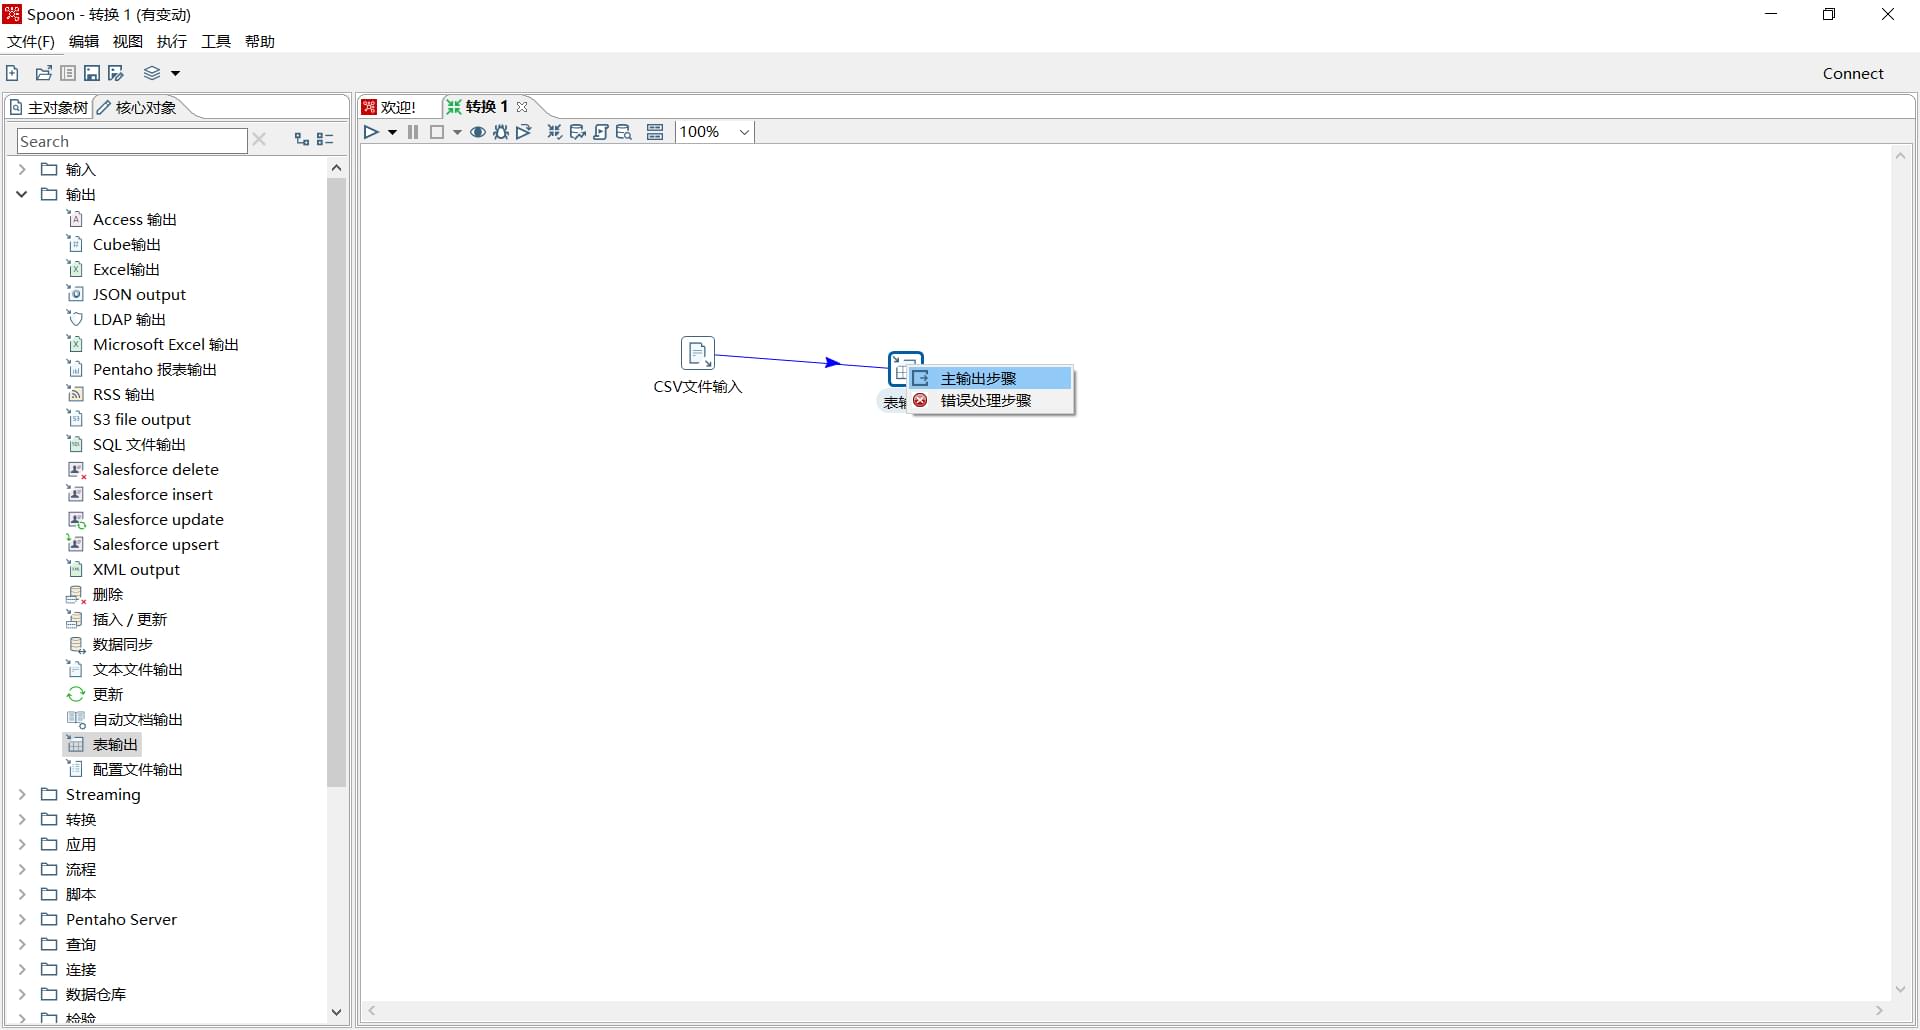 Spoon - 转换 1 (有变动)
文件(F) 编辑 视图 执行 工具 帮助
Connect
主对象树 核心对象
欢迎! 转换 1
Search
100%
输入
输出
Access 输出
Cube输出
Excel输出
JSON output
LDAP 输出
Microsoft Excel 输出
Pentaho 报表输出
RSS 输出
S3 file output
SQL 文件输出
Salesforce delete
Salesforce insert
Salesforce update
Salesforce upsert
XML output
删除
插入 / 更新
数据同步
文本文件输出
更新
自动文档输出
表输出
配置文件输出
Streaming
转换
应用
流程
脚本
Pentaho Server
查询
连接
数据仓库
检验
CSV文件输入
表输
主输出步骤
错误处理步骤